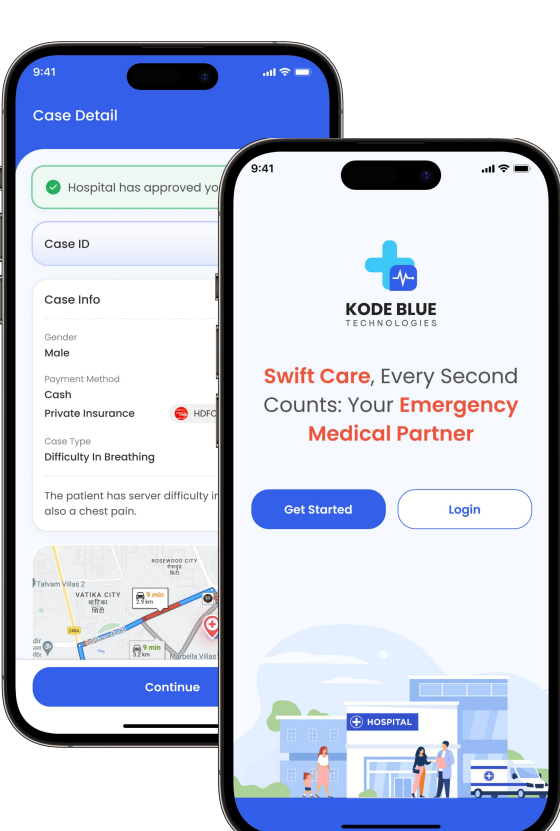 9:41
Case Detail
Hospital has approved yo
Case ID
Case Info
Gender
Male
Payment Method
Cash
Private Insurance
HDFC
Case Type
Difficulty In Breathing
The patient has server difficulty in
also a chest pain.
ROSEWOOD CITY
Tatvam Villas 2
VATIKA CITY
वाटिका
सिटी
9 min
2.9 km
248A
9 min
3.2 km
Marbella Villas
dir
Continue
9:41
KODE BLUE
TECHNOLOGIES
Swift Care, Every Second
Counts: Your Emergency
Medical Partner
Get Started
Login
HOSPITAL